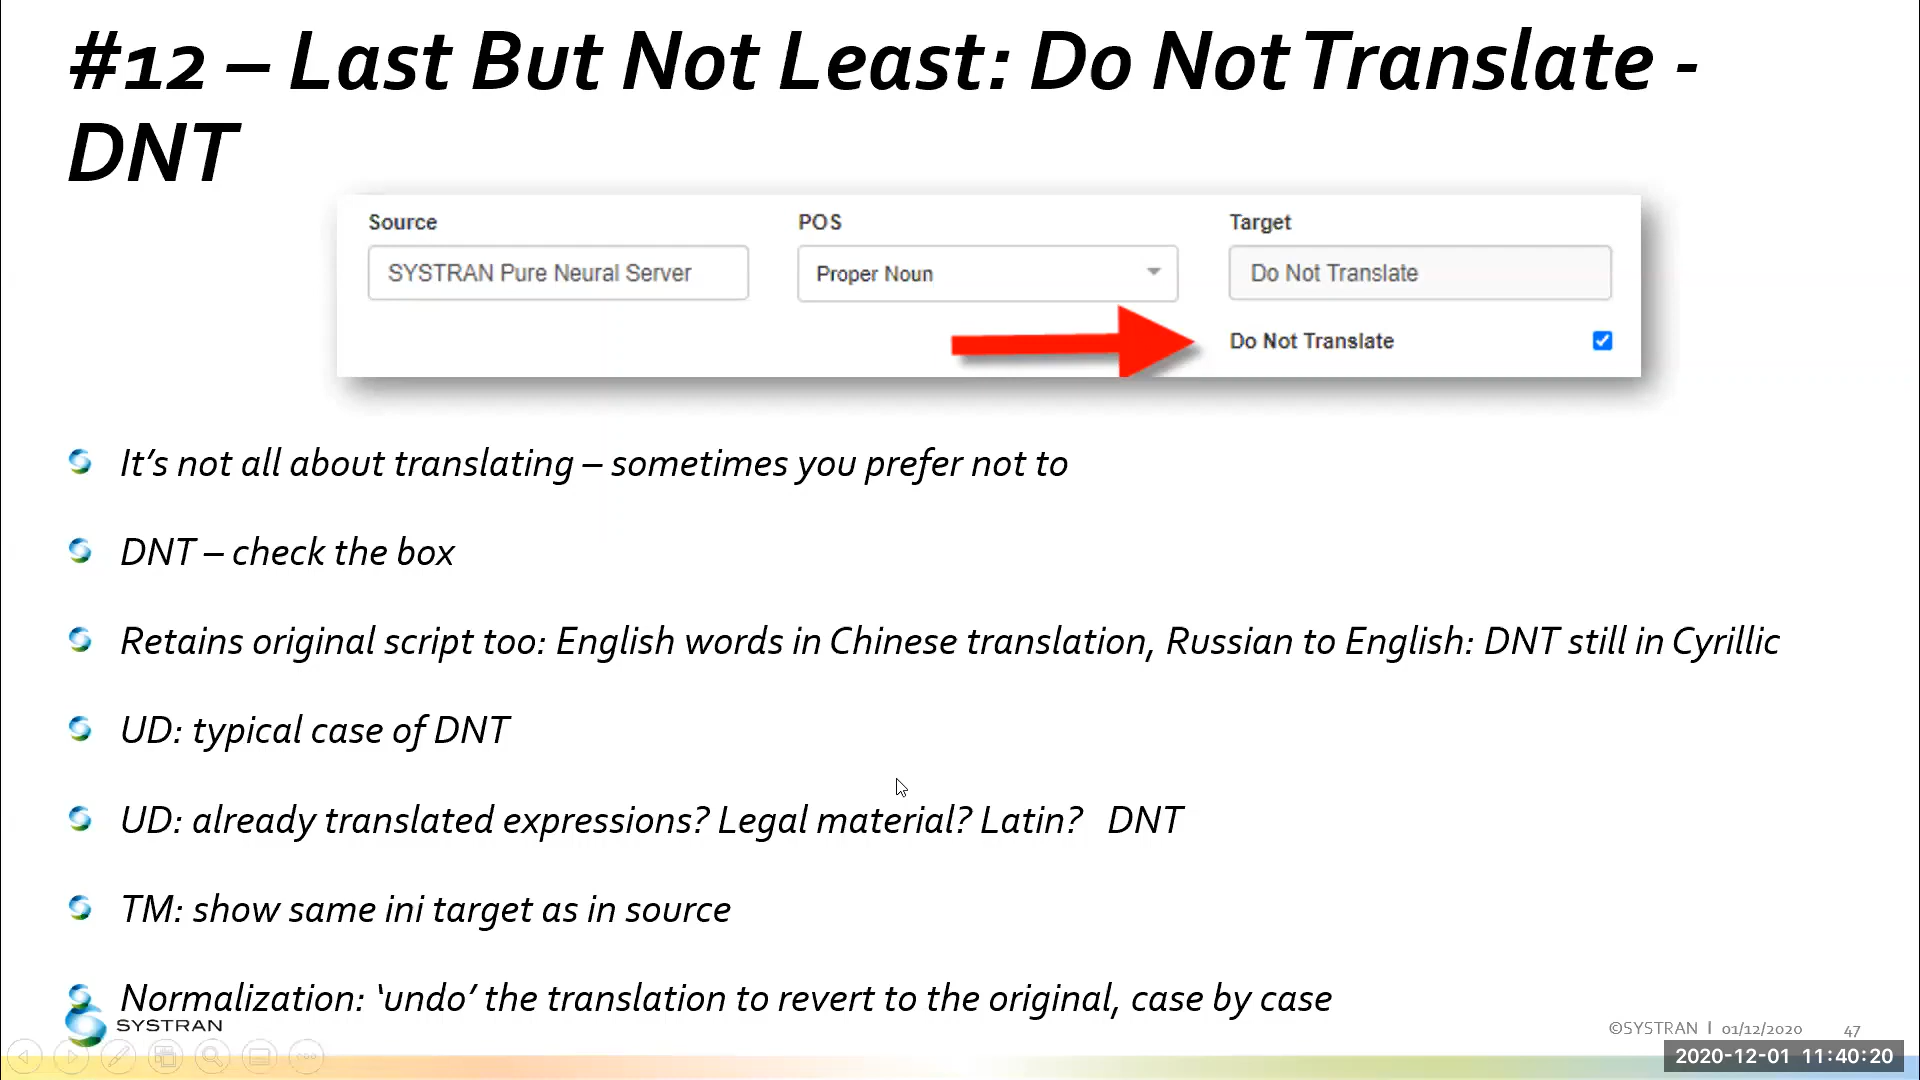 #12 – Last But Not Least: Do Not Translate -
DNT
Source POS Target
SYSTRAN Pure Neural Server Proper Noun Do Not Translate
Do Not Translate
It’s not all about translating – sometimes you prefer not to
DNT – check the box
Retains original script too: English words in Chinese translation, Russian to English: DNT still in Cyrillic
UD: typical case of DNT
UD: already translated expressions? Legal material? Latin? DNT
TM: show same ini target as in source
Normalization: ‘undo’ the translation to revert to the original, case by case
SYSTRAN
©SYSTRAN | 01/12/2020 47
2020-12-01 11:40:20